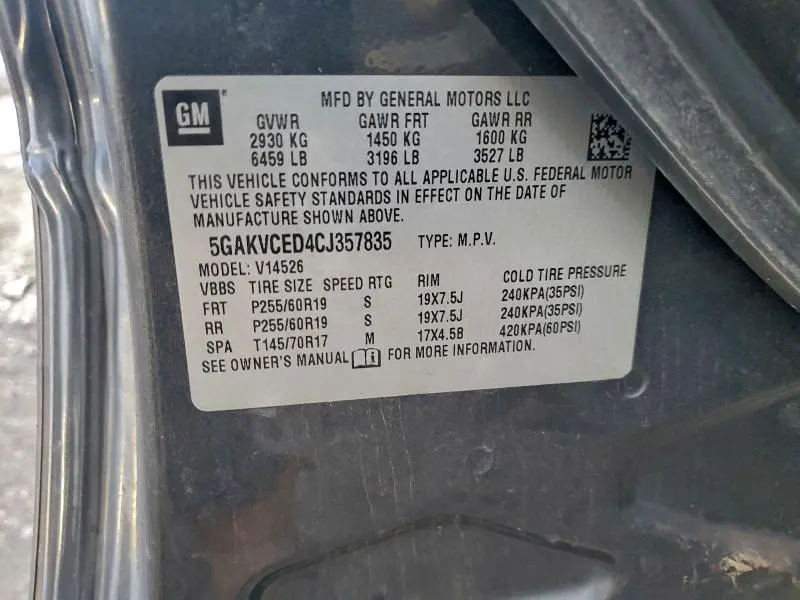 GM ®
MFD BY GENERAL MOTORS LLC
GVWR GAWR FRT GAWR RR
2930 KG 1450 KG 1600 KG
6459 LB 3196 LB 3527 LB
THIS VEHICLE CONFORMS TO ALL APPLICABLE U.S. FEDERAL MOTOR
VEHICLE SAFETY STANDARDS IN EFFECT ON THE DATE OF
MANUFACTURE SHOWN ABOVE.
5GAKVCED4CJ357835 TYPE: M.P.V.
MODEL: V14526
VBBS TIRE SIZE SPEED RTG RIM COLD TIRE PRESSURE
FRT P255/60R19 S 19X7.5J 240KPA(35PSI)
RR P255/60R19 S 19X7.5J 240KPA(35PSI)
SPA T145/70R17 M 17X4.5B 420KPA(60PSI)
SEE OWNER'S MANUAL i FOR MORE INFORMATION.